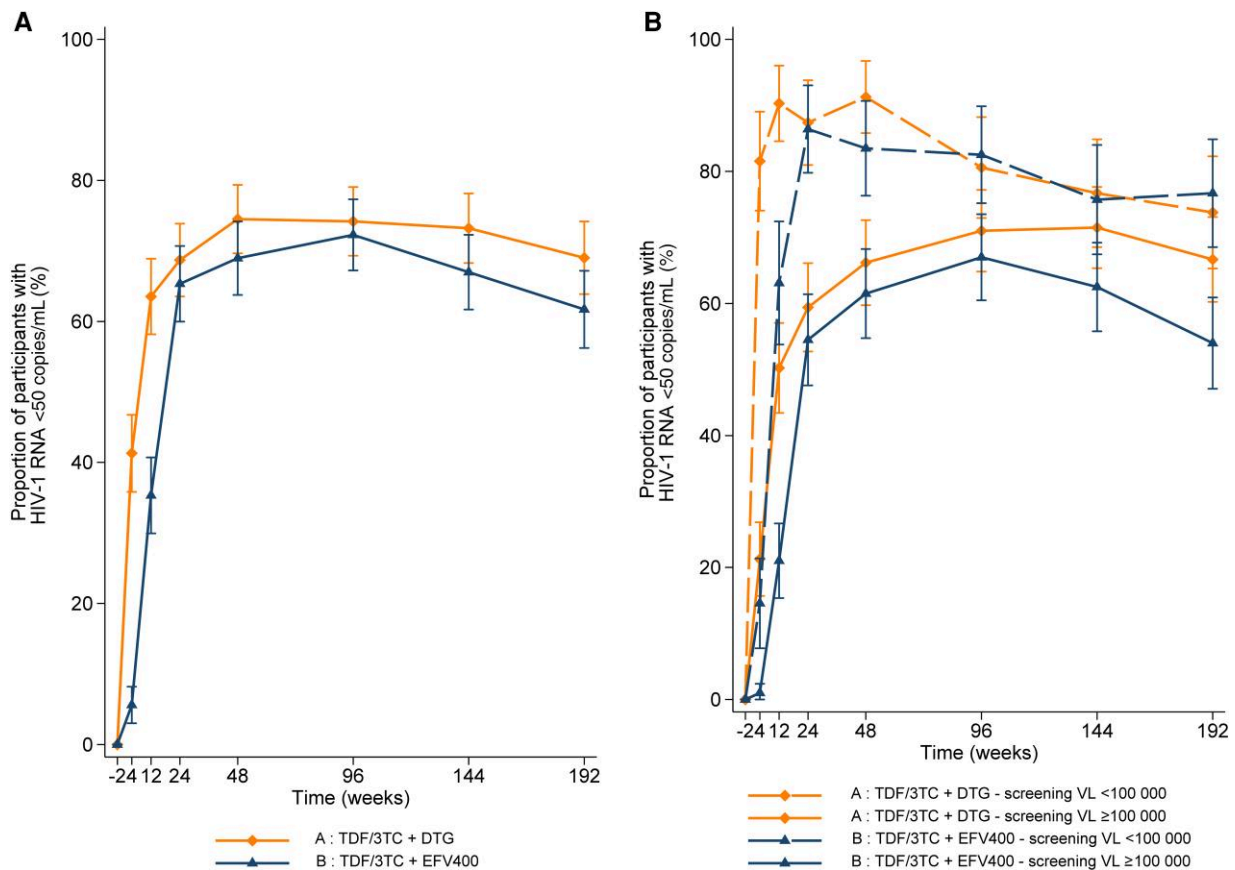 A
Proportion of participants with
HIV-1 RNA <50 copies/mL (%)
100
80
60
40
20
0
-2 4 12 24 48 96 144 192
Time (weeks)
A : TDF/3TC + DTG
B : TDF/3TC + EFV400
B
Proportion of participants with
HIV-1 RNA <50 copies/mL (%)
100
80
60
40
20
0
-2 4 12 24 48 96 144 192
Time (weeks)
A : TDF/3TC + DTG - screening VL <100 000
A : TDF/3TC + DTG - screening VL ≥100 000
B : TDF/3TC + EFV400 - screening VL <100 000
B : TDF/3TC + EFV400 - screening VL ≥100 000